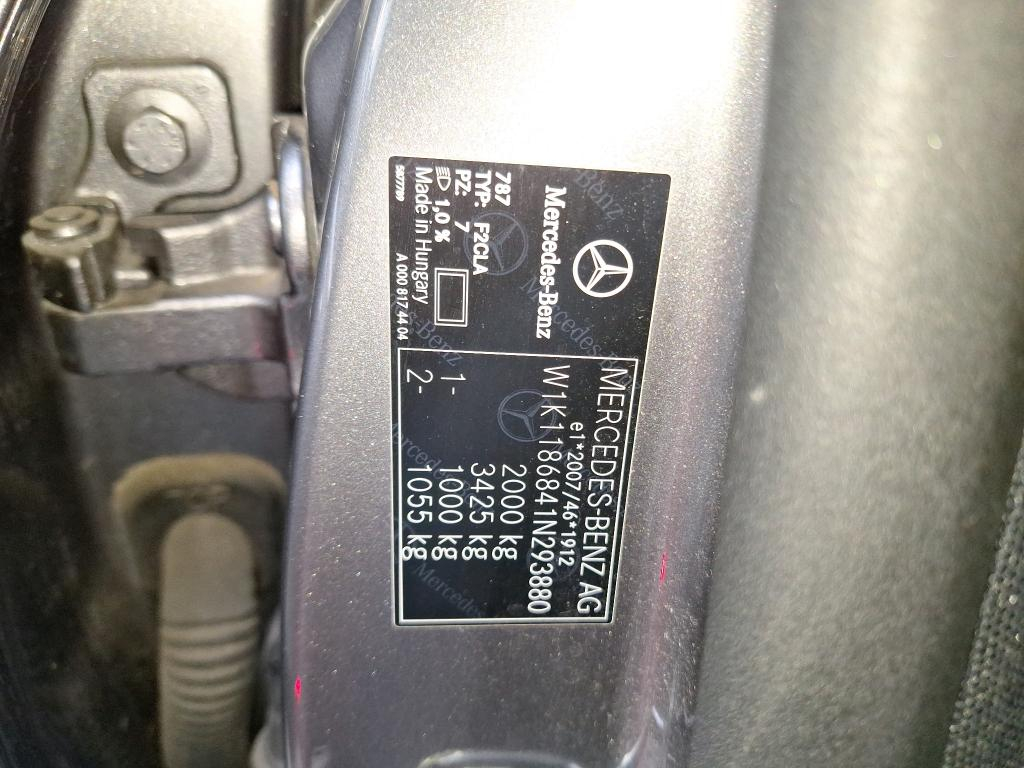 Mercedes-Benz
787
TYP: F2CLA
PZ: 7
1,0 %
Made in Hungary
A 000 817 44 04
MERCEDES-BENZ AG
e1*2007/46*1912
W1K1186841N293880
2000 kg
3425 kg
1- 1000 kg
2- 1055 kg